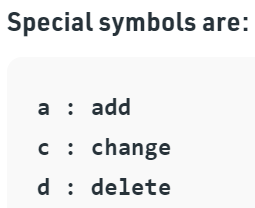 Special symbols are:
a : add
c : change
d : delete